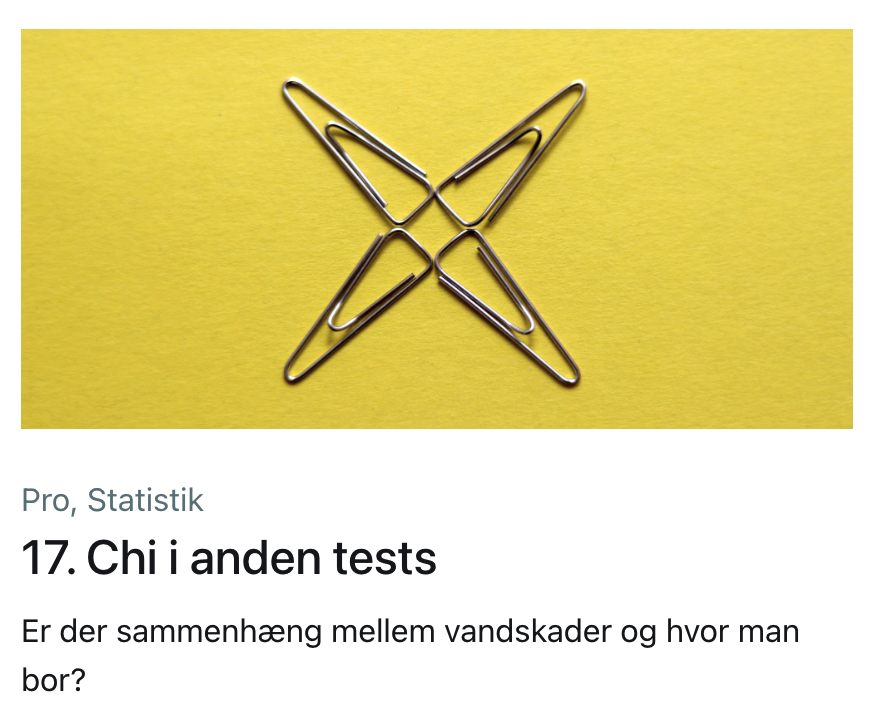 Pro, Statistik
17. Chi i anden tests
Er der sammenhæng mellem vandskader og hvor man
bor?